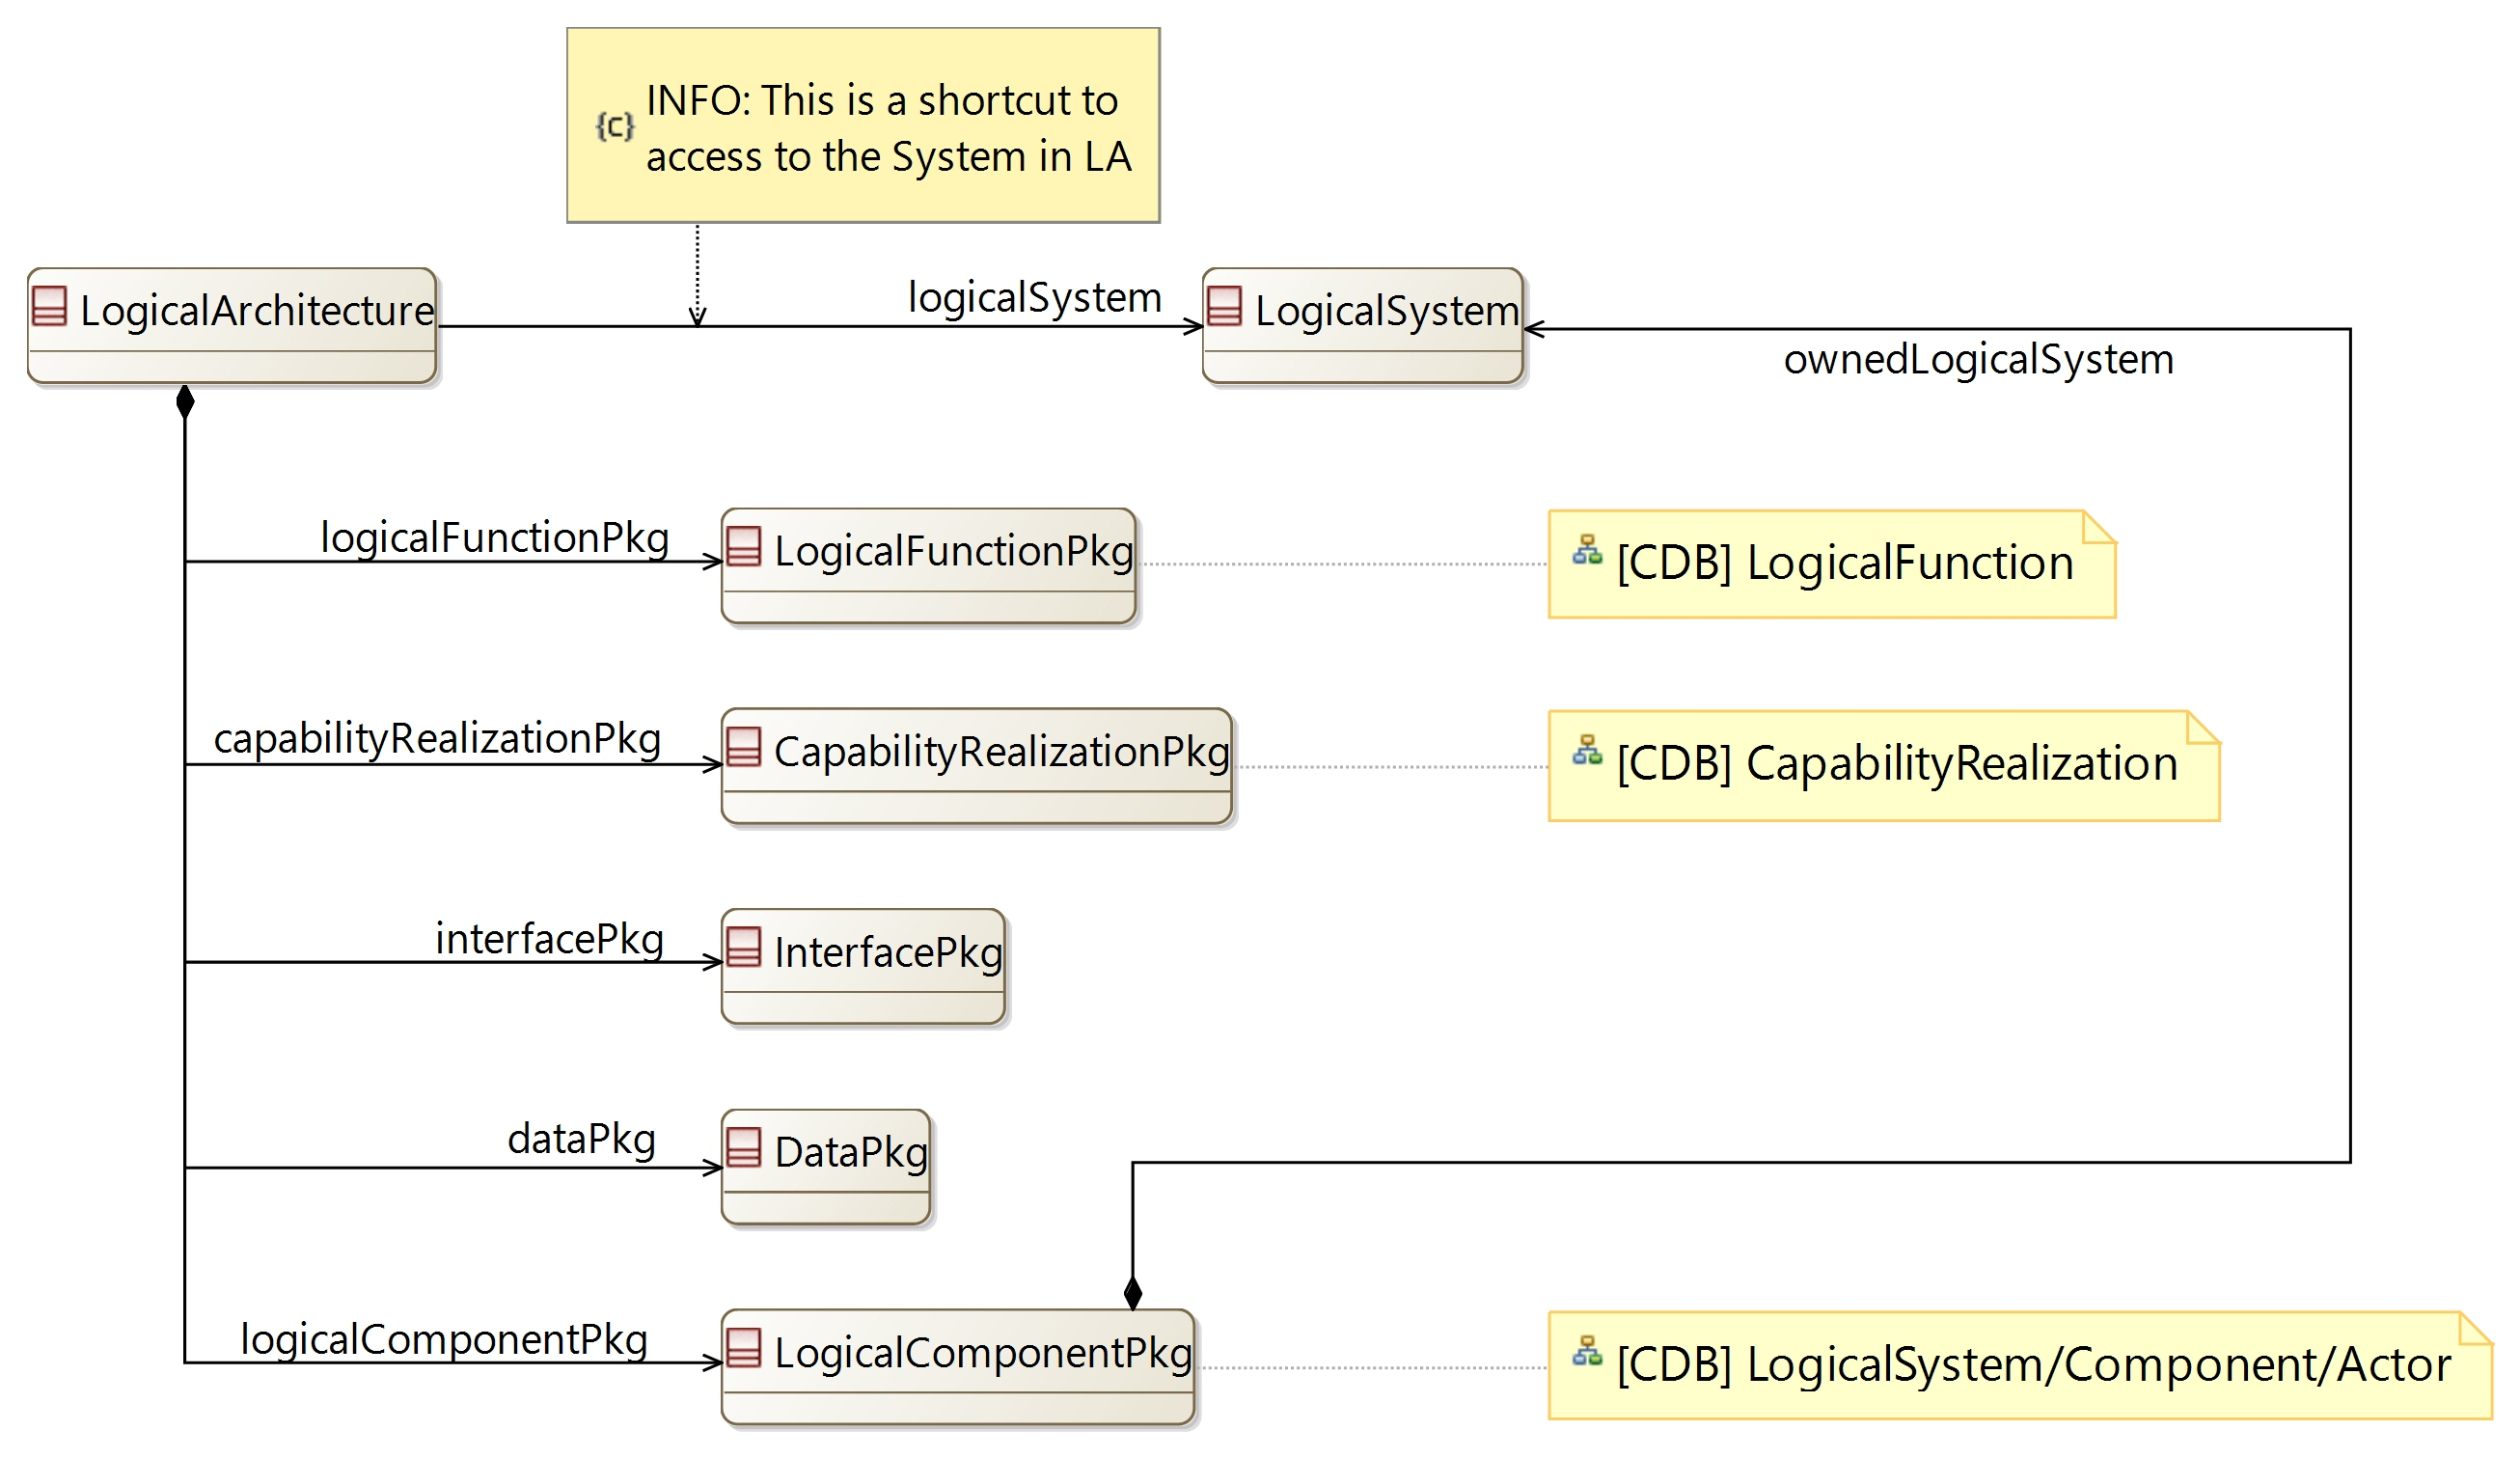 {c}
INFO: This is a shortcut to
access to the System in LA
LogicalArchitecture
logicalSystem
LogicalSystem
ownedLogicalSystem
logicalFunctionPkg
LogicalFunctionPkg
[CDB] LogicalFunction
capabilityRealizationPkg
CapabilityRealizationPkg
[CDB] CapabilityRealization
interfacePkg
InterfacePkg
dataPkg
DataPkg
logicalComponentPkg
LogicalComponentPkg
[CDB] LogicalSystem/Component/Actor